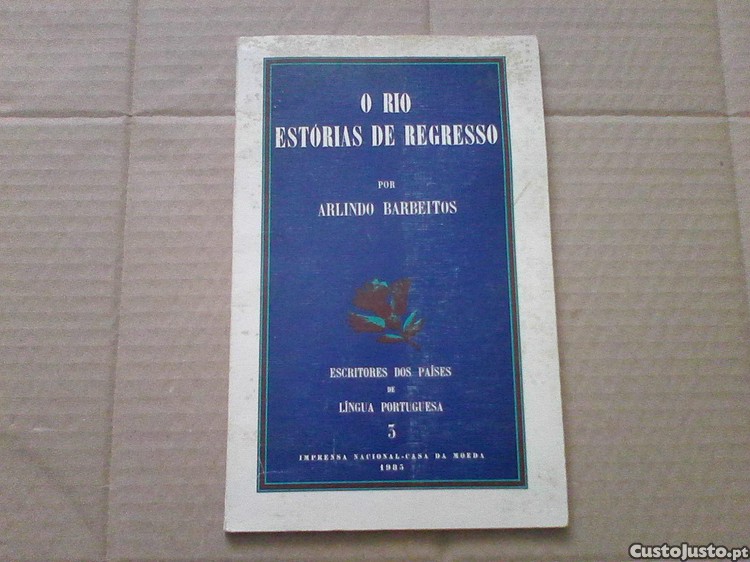 O RIO
ESTÓRIAS DE REGRESSO
POR
ARLINDO BARBEITOS
ESCRITORES DOS PAÍSES
DE
LÍNGUA PORTUGUESA
5
IMPRENSA NACIONAL-CASA DA MOEDA
1985
CustoJusto.pt